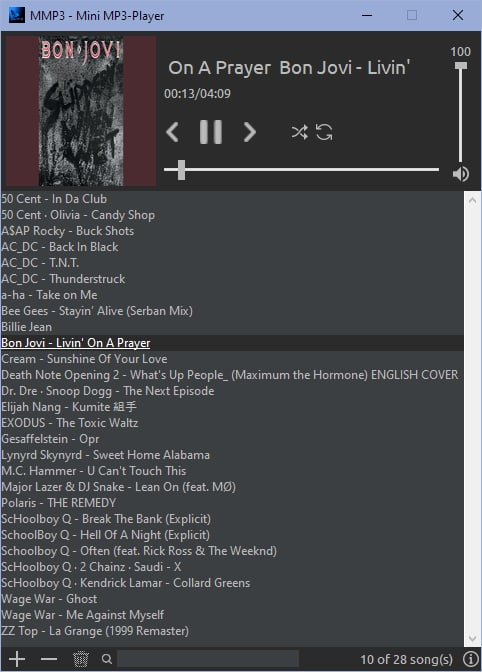 MMP3 - Mini MP3-Player
BON JOVI
SLIPPERY
WHEN
WET
On A Prayer  Bon Jovi - Livin'
100
00:13/04:09
50 Cent - In Da Club
50 Cent · Olivia - Candy Shop
A$AP Rocky - Buck Shots
AC_DC - Back In Black
AC_DC - T.N.T.
AC_DC - Thunderstruck
a-ha - Take on Me
Bee Gees - Stayin' Alive (Serban Mix)
Billie Jean
Bon Jovi - Livin' On A Prayer
Cream - Sunshine Of Your Love
Death Note Opening 2 - What's Up People_ (Maximum the Hormone) ENGLISH COVER
Dr. Dre · Snoop Dogg - The Next Episode
Elijah Nang - Kumite 組手
EXODUS - The Toxic Waltz
Gesaffelstein - Opr
Lynyrd Skynyrd - Sweet Home Alabama
M.C. Hammer - U Can't Touch This
Major Lazer & DJ Snake - Lean On (feat. MØ)
Polaris - THE REMEDY
ScHoolboy Q - Break The Bank (Explicit)
SchoolBoy Q - Hell Of A Night (Explicit)
Schoolboy Q - Often (feat. Rick Ross & The Weeknd)
ScHoolboy Q · 2 Chainz · Saudi - X
ScHoolboy Q · Kendrick Lamar - Collard Greens
Wage War - Ghost
Wage War - Me Against Myself
ZZ Top - La Grange (1999 Remaster)
10 of 28 song(s)